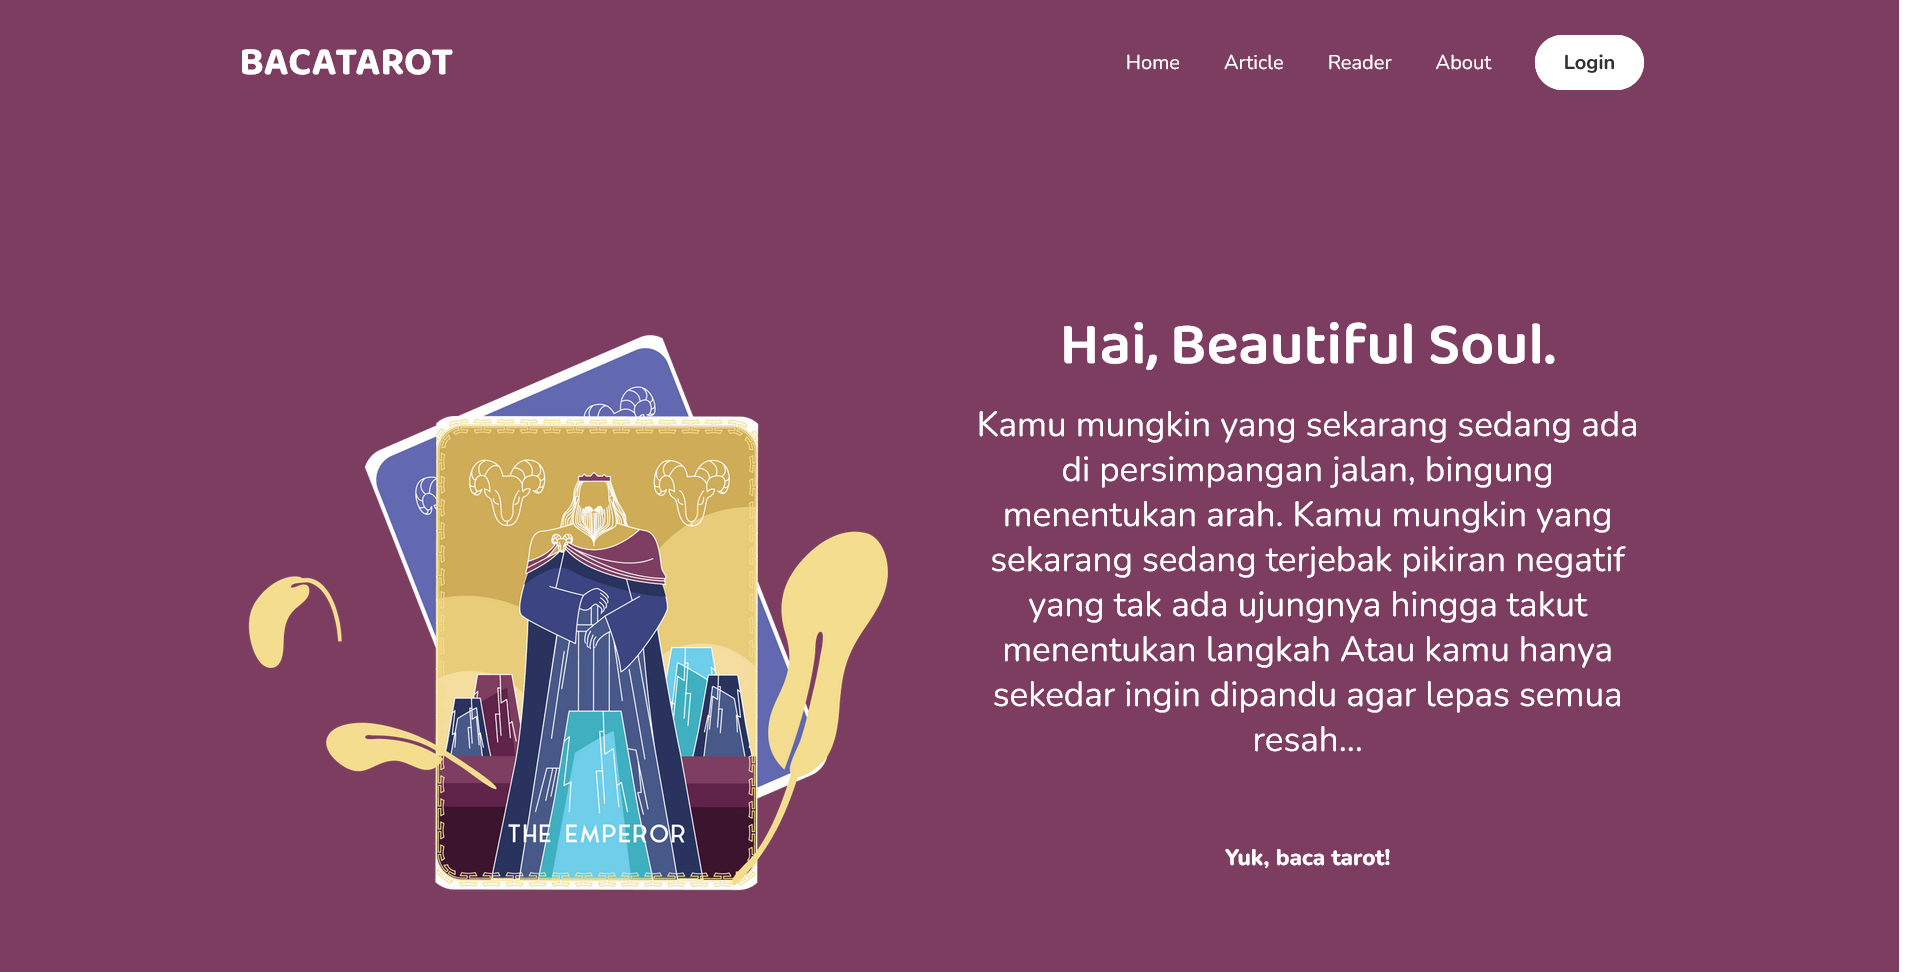 BACATAROT
Home Article Reader About Login
Hai, Beautiful Soul.
Kamu mungkin yang sekarang sedang ada
di persimpangan jalan, bingung
menentukan arah. Kamu mungkin yang
sekarang sedang terjebak pikiran negatif
yang tak ada ujungnya hingga takut
menentukan langkah Atau kamu hanya
sekedar ingin dipandu agar lepas semua
resah...
Yuk, baca tarot!
THE EMPEROR